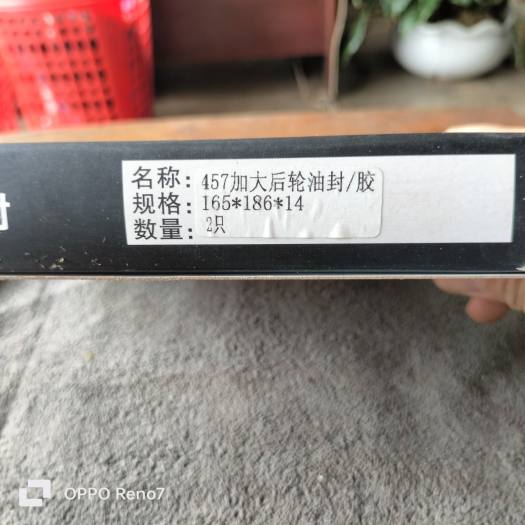 封
名称: 457加大后轮油封/胶
规格: 165*186*14
数量: 2只
OPPO Reno7